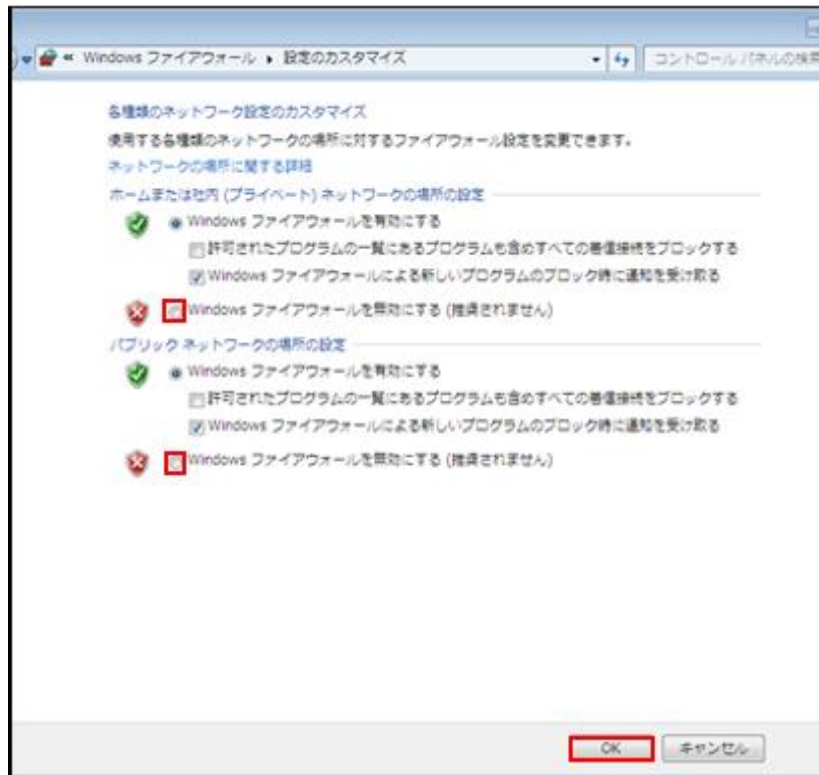 « Windows ファイアウォール ▸ 設定のカスタマイズ
コントロール パネルの検索
各種類のネットワーク設定のカスタマイズ
使用する各種類のネットワークの場所に対するファイアウォール設定を変更できます。
ネットワークの場所に関する詳細
ホームまたは社内 (プライベート) ネットワークの場所の設定
Windows ファイアウォールを有効にする
許可されたプログラムの一覧にあるプログラムも含めすべての着信接続をブロックする
Windows ファイアウォールによる新しいプログラムのブロック時に通知を受け取る
Windows ファイアウォールを無効にする (推奨されません)
パブリック ネットワークの場所の設定
Windows ファイアウォールを有効にする
許可されたプログラムの一覧にあるプログラムも含めすべての着信接続をブロックする
Windows ファイアウォールによる新しいプログラムのブロック時に通知を受け取る
Windows ファイアウォールを無効にする (推奨されません)
OK
キャンセル